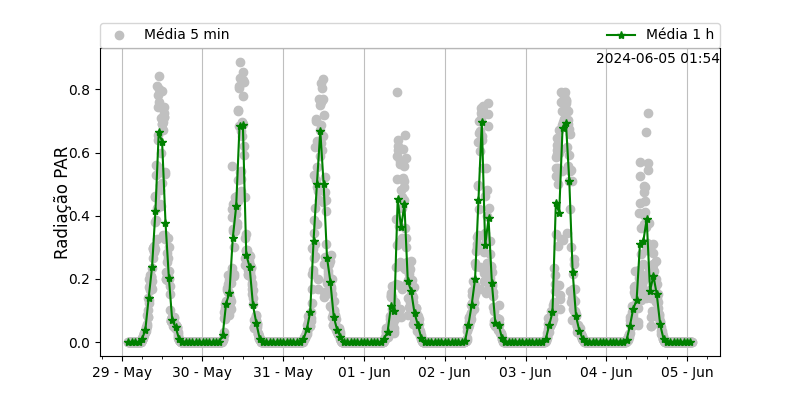 Média 5 min
Média 1 h
2024-06-05 01:54
Radiação PAR
0.8
0.6
0.4
0.2
0.0
29 - May
30 - May
31 - May
01 - Jun
02 - Jun
03 - Jun
04 - Jun
05 - Jun